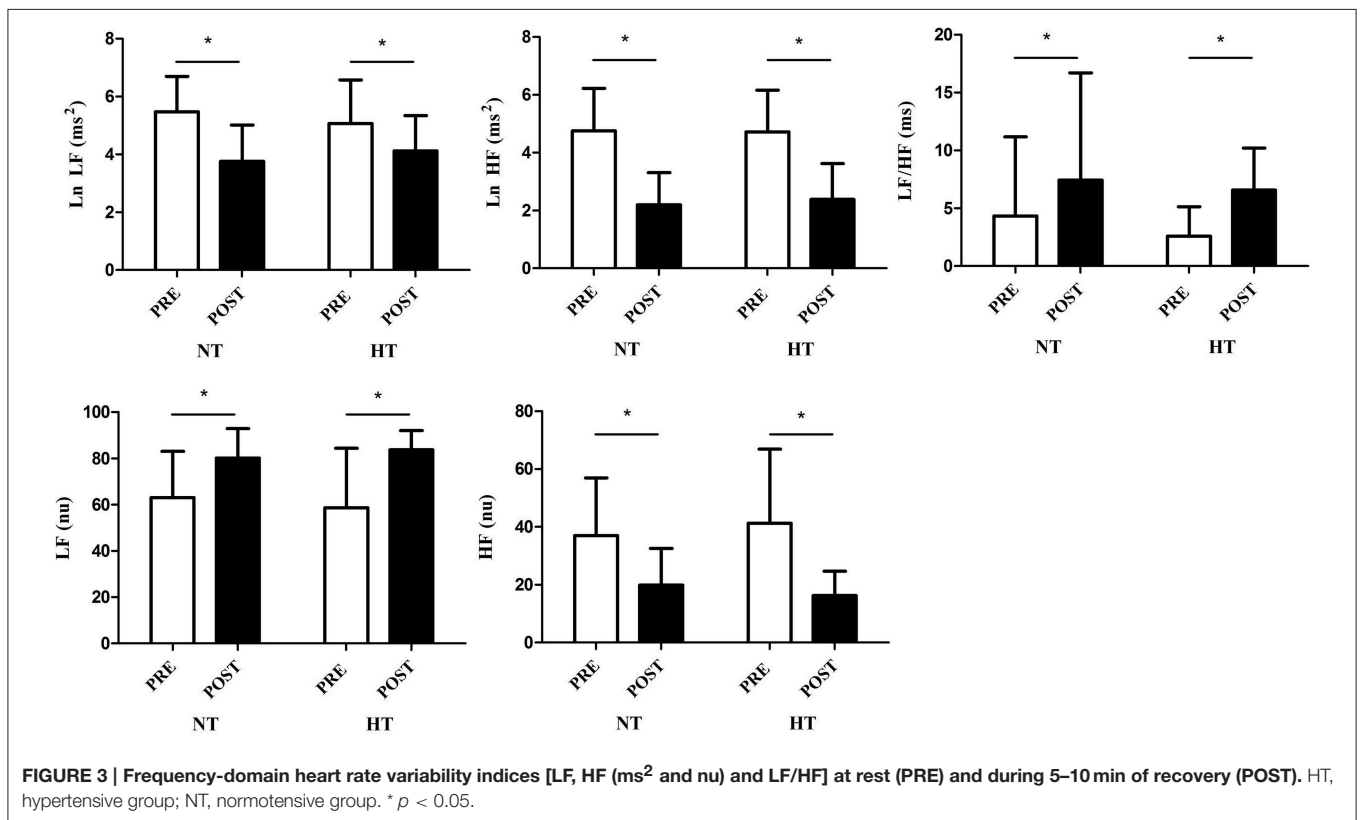 Ln LF (ms²)
8
6
4
2
0
*
*
PRE
POST
PRE
POST
NT
HT
Ln HF (ms²)
8
6
4
2
0
*
*
PRE
POST
PRE
POST
NT
HT
LF/HF (ms)
20
15
10
5
0
*
*
PRE
POST
PRE
POST
NT
HT
LF (nu)
100
80
60
40
20
0
*
*
PRE
POST
PRE
POST
NT
HT
HF (nu)
80
60
40
20
0
*
*
PRE
POST
PRE
POST
NT
HT
FIGURE 3 | Frequency-domain heart rate variability indices [LF, HF (ms² and nu) and LF/HF] at rest (PRE) and during 5–10 min of recovery (POST). HT,
hypertensive group; NT, normotensive group. * p < 0.05.